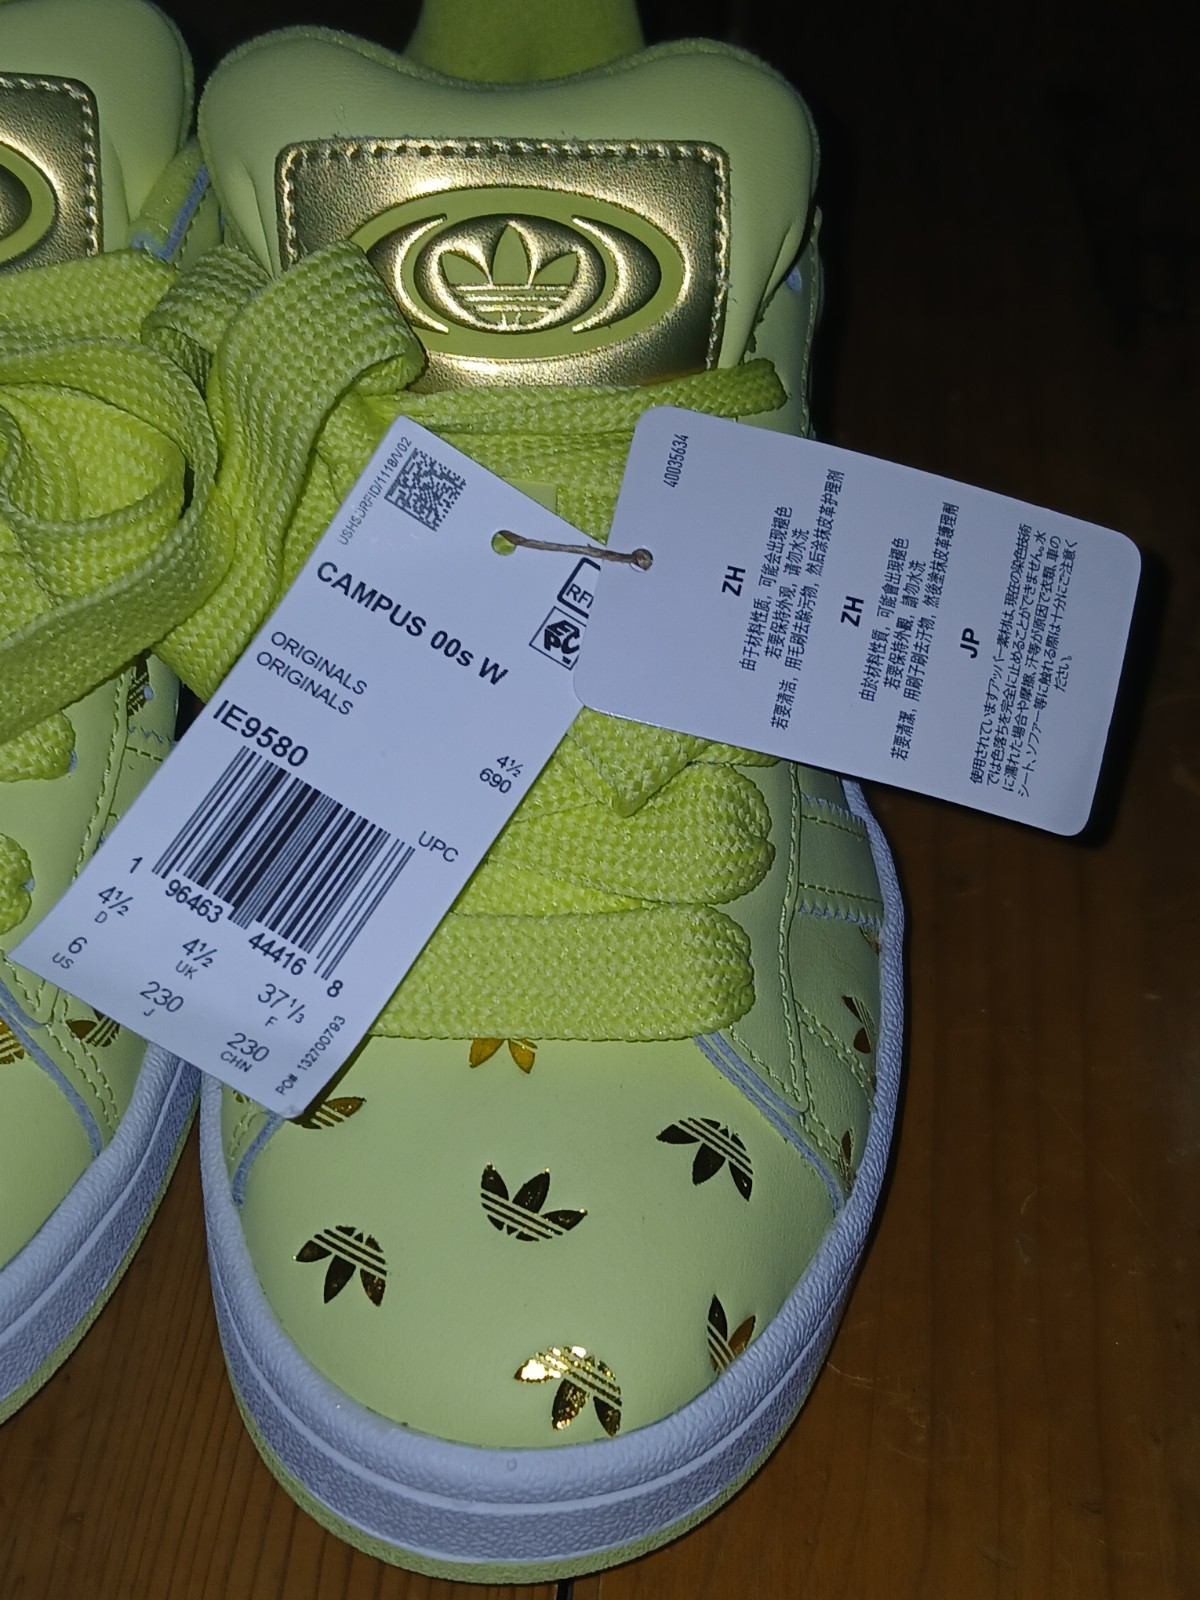 USHSJRFID/1118/V/02
CAMPUS 00s W
ORIGINALS
ORIGINALS
IE9580
4½
690
UPC
1 96463 44416 8
4½ D
6 US
4½ UK
230 J
37⅓ F
230 CHN
PO# 132700793
RF
40035634
ZH
由于材料性质，可能会出现褪色
若要保持外观，请勿水洗
若要清洁，用毛刷去除污物，然后涂抹皮革护理剂
ZH
由於材料性質，可能會出現褪色
若要保持外觀，請勿水洗
若要清潔，用刷子刷去汙物，然後塗抹皮革護理劑
JP
使用されていますアッパー素材は、現在の染色技術
では色落ちを完全に止めることができません。水
に濡れた場合や摩擦、汗等が原因で衣類、車の
シート、ソファー等に触れる際は十分にご注意く
ださい。